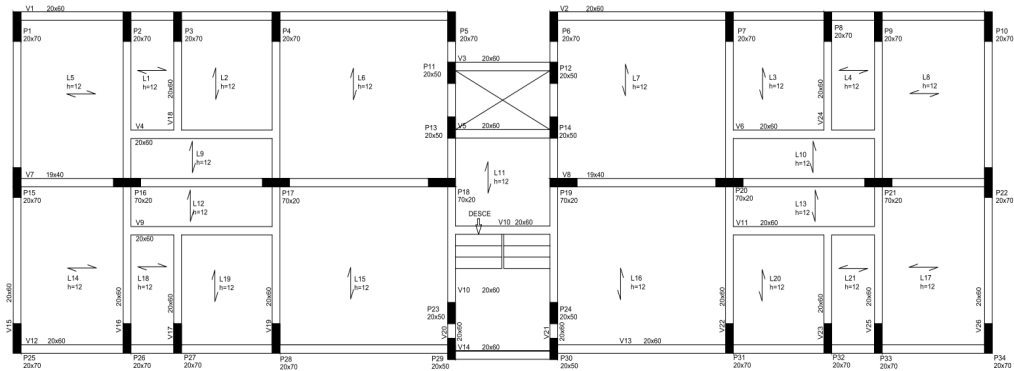 V1 20x60
V2 20x60
P1
20x70
P2
20x70
P3
20x70
P4
20x70
P5
20x70
P6
20x70
P7
20x70
P8
20x70
P9
20x70
P10
20x70
V3 20x60
P11
20x50
P12
20x50
L5
h=12
L1
h=12
L2
h=12
L6
h=12
L7
h=12
L3
h=12
L4
h=12
L8
h=12
20x60
V18
20x60
V24
V4
20x60
P13
20x50
V5 20x60
P14
20x50
V6 20x60
L9
h=12
L10
h=12
L11
h=12
V7 19x40
V8 19x40
P15
20x70
P16
70x20
P17
70x20
P18
70x20
P19
70x20
P20
70x20
P21
70x20
P22
20x70
L12
h=12
L13
h=12
DESCE
V9
20x60
V10 20x60
V11 20x60
L14
h=12
L18
h=12
L19
h=12
L15
h=12
L16
h=12
L20
h=12
L21
h=12
L17
h=12
V10 20x60
20x60
V15
20x60
V16
20x60
V17
20x60
V19
20x60
V20
20x60
V21
20x60
V22
20x60
V23
20x60
V25
20x60
V26
P23
20x50
P24
20x50
V12 20x60
V14 20x60
V13 20x60
P25
20x70
P26
20x70
P27
20x70
P28
20x70
P29
20x50
P30
20x50
P31
20x70
P32
20x70
P33
20x70
P34
20x70